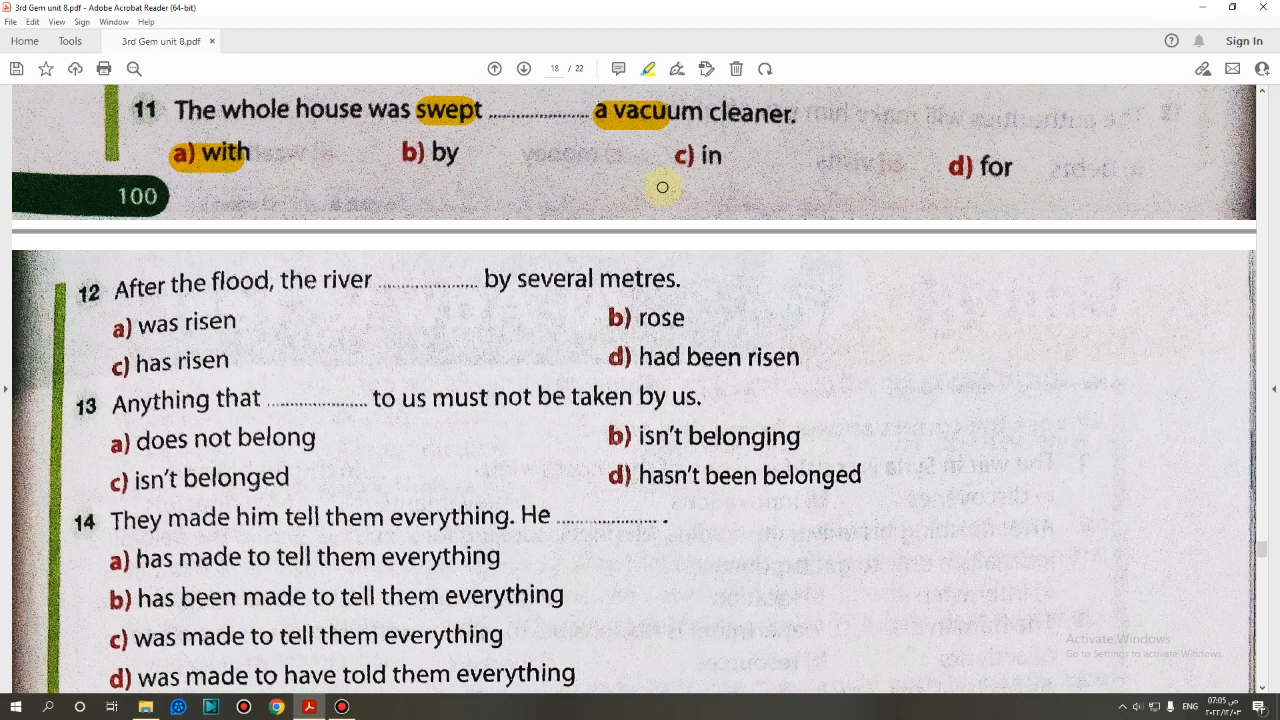 3rd Gem unit 8.pdf - Adobe Acrobat Reader (64-bit)
File Edit View Sign Window Help
Home Tools 3rd Gem unit 8.pdf × Sign In
18 / 22
11 The whole house was swept .................... a vacuum cleaner.
a) with b) by c) in d) for
100
12 After the flood, the river .................... by several metres.
a) was risen b) rose
c) has risen d) had been risen
13 Anything that .................... to us must not be taken by us.
a) does not belong b) isn't belonging
c) isn't belonged d) hasn't been belonged
14 They made him tell them everything. He .................... .
a) has made to tell them everything
b) has been made to tell them everything
c) was made to tell them everything
d) was made to have told them everything
Activate Windows
Go to Settings to activate Windows.
ENG 07:05 ص
٢٠٢٢/١٢/٠٣